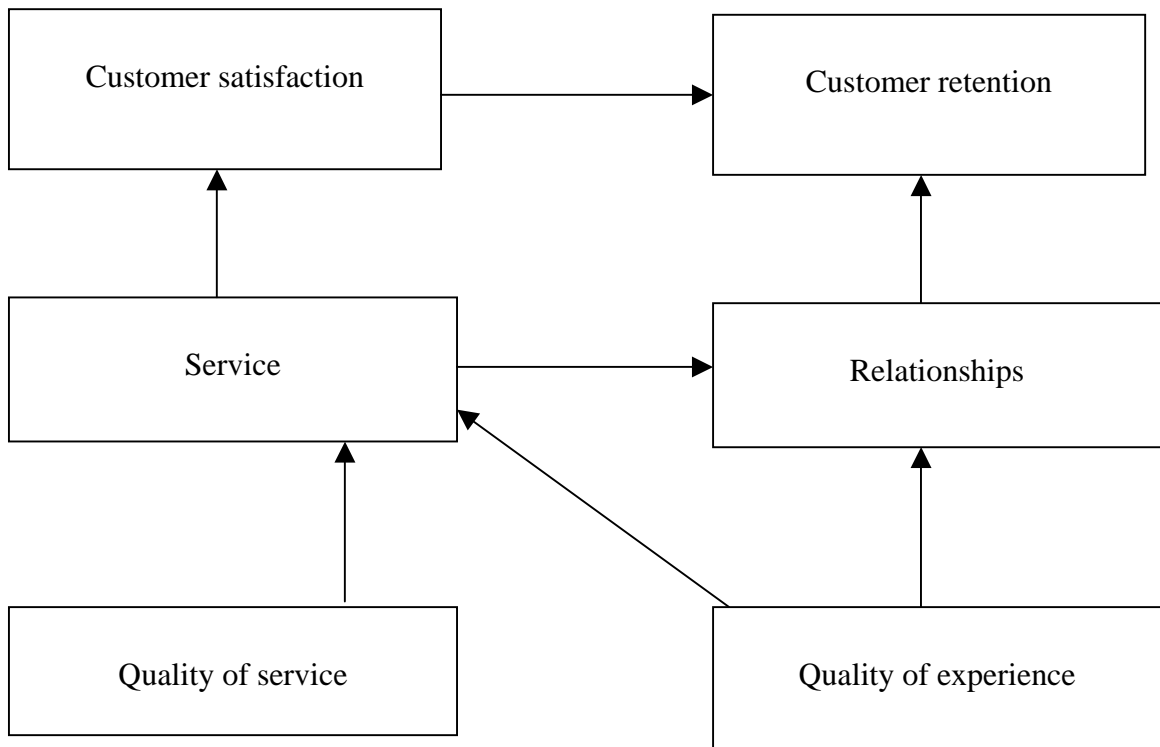 Customer satisfaction
Customer retention
Service
Relationships
Quality of service
Quality of experience